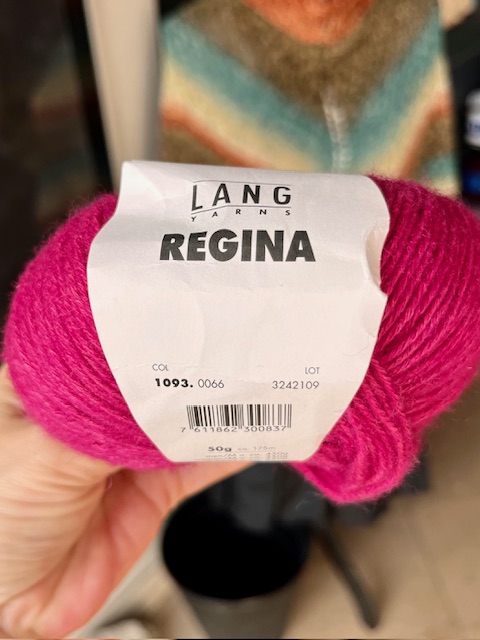 LANG
YARNS
REGINA
COL
LOT
1093. 0066
3242109
7 611862 300837
50g